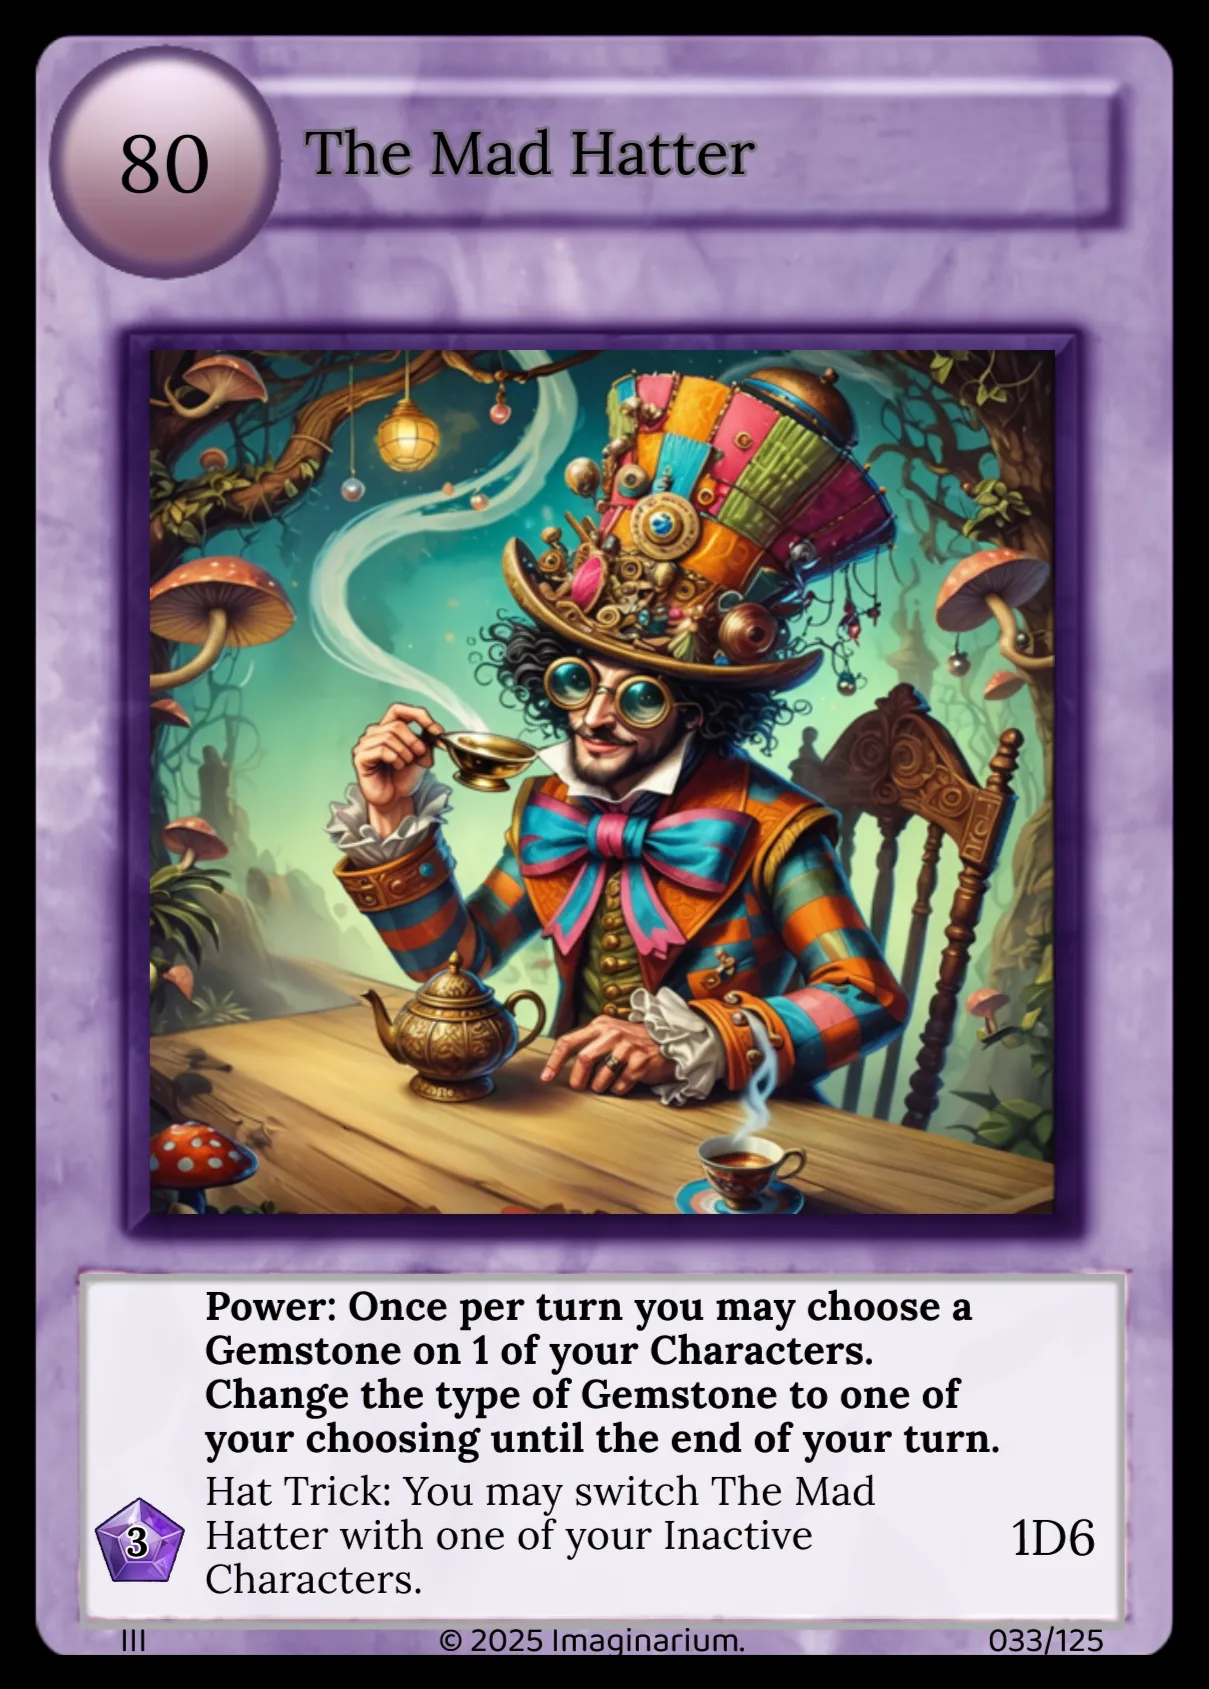 80
The Mad Hatter
Power: Once per turn you may choose a
Gemstone on 1 of your Characters.
Change the type of Gemstone to one of
your choosing until the end of your turn.
Hat Trick: You may switch The Mad
3 Hatter with one of your Inactive 1D6
Characters.
III © 2025 Imaginarium. 033/125